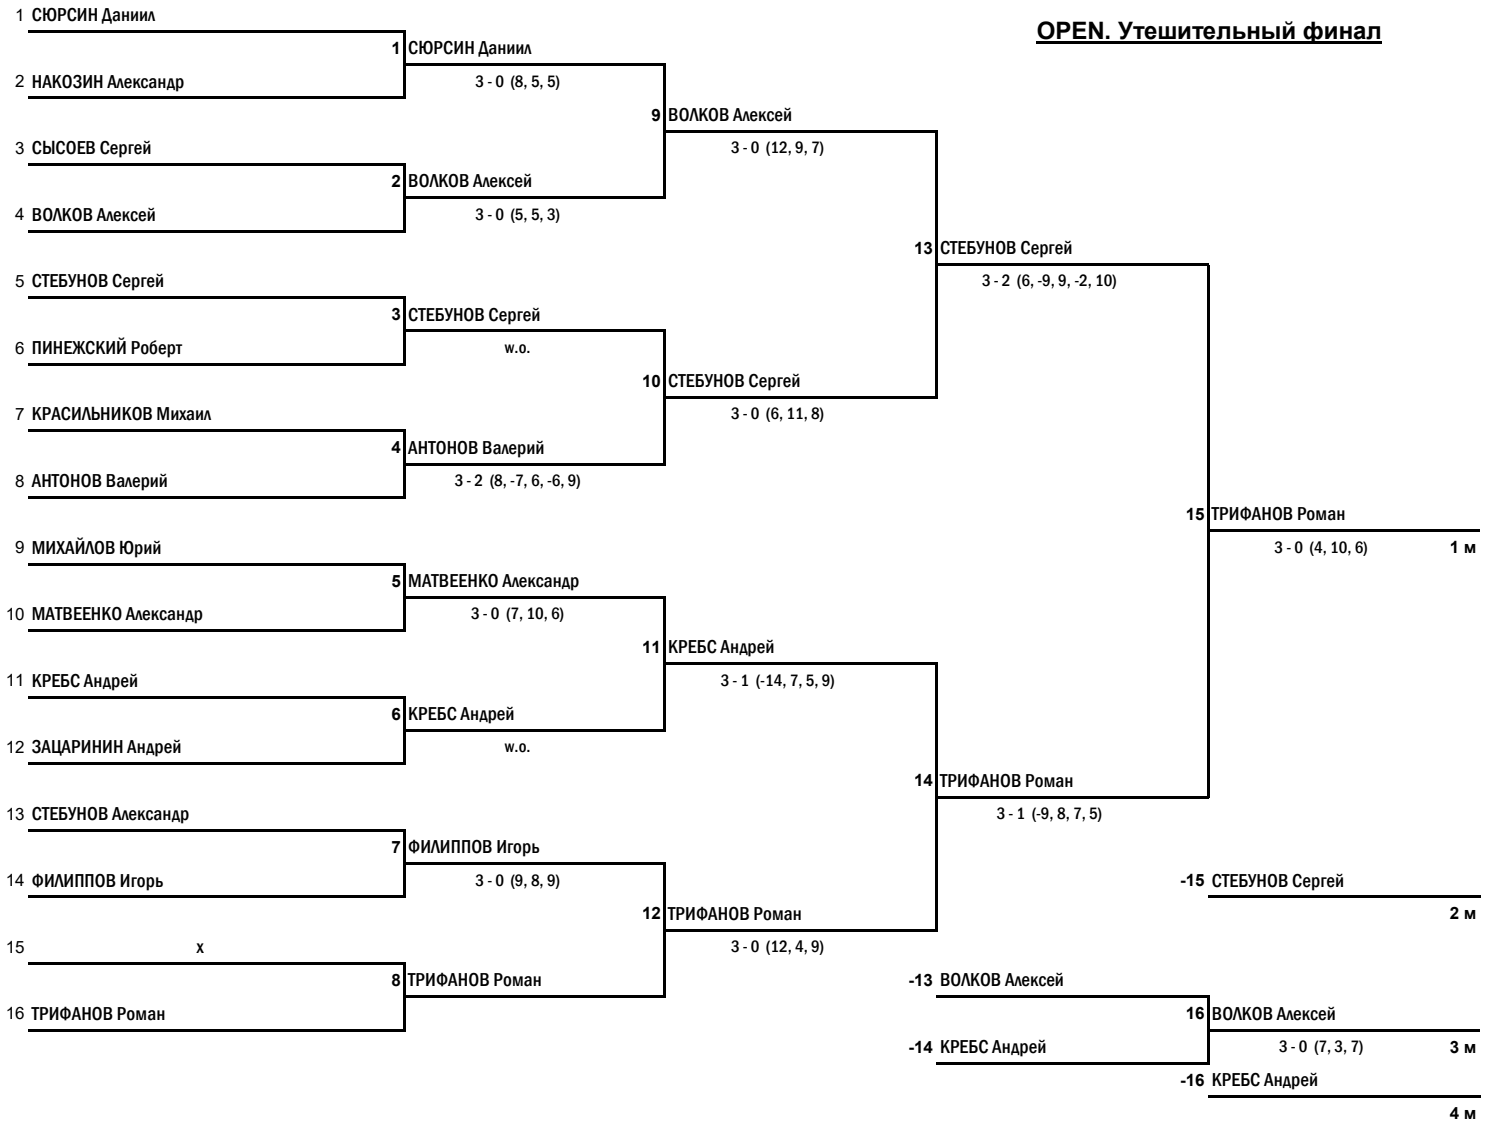 1 СЮРСИН Даниил
OPEN. Утешительный финал
1 СЮРСИН Даниил
2 НАКОЗИН Александр
3 - 0 (8, 5, 5)
9 ВОЛКОВ Алексей
3 СЫСОЕВ Сергей
3 - 0 (12, 9, 7)
2 ВОЛКОВ Алексей
4 ВОЛКОВ Алексей
3 - 0 (5, 5, 3)
13 СТЕБУНОВ Сергей
5 СТЕБУНОВ Сергей
3 - 2 (6, -9, 9, -2, 10)
3 СТЕБУНОВ Сергей
6 ПИНЕЖСКИЙ Роберт
w.o.
10 СТЕБУНОВ Сергей
7 КРАСИЛЬНИКОВ Михаил
3 - 0 (6, 11, 8)
4 АНТОНОВ Валерий
8 АНТОНОВ Валерий
3 - 2 (8, -7, 6, -6, 9)
15 ТРИФАНОВ Роман
9 МИХАЙЛОВ Юрий
3 - 0 (4, 10, 6) 1 м
5 МАТВЕЕНКО Александр
10 МАТВЕЕНКО Александр
3 - 0 (7, 10, 6)
11 КРЕБС Андрей
11 КРЕБС Андрей
3 - 1 (-14, 7, 5, 9)
6 КРЕБС Андрей
12 ЗАЦАРИНИН Андрей
w.o.
14 ТРИФАНОВ Роман
13 СТЕБУНОВ Александр
3 - 1 (-9, 8, 7, 5)
7 ФИЛИППОВ Игорь
14 ФИЛИППОВ Игорь
3 - 0 (9, 8, 9)
-15 СТЕБУНОВ Сергей
12 ТРИФАНОВ Роман
2 м
15 х
3 - 0 (12, 4, 9)
8 ТРИФАНОВ Роман
-13 ВОЛКОВ Алексей
16 ТРИФАНОВ Роман
16 ВОЛКОВ Алексей
-14 КРЕБС Андрей
3 - 0 (7, 3, 7) 3 м
-16 КРЕБС Андрей
4 м